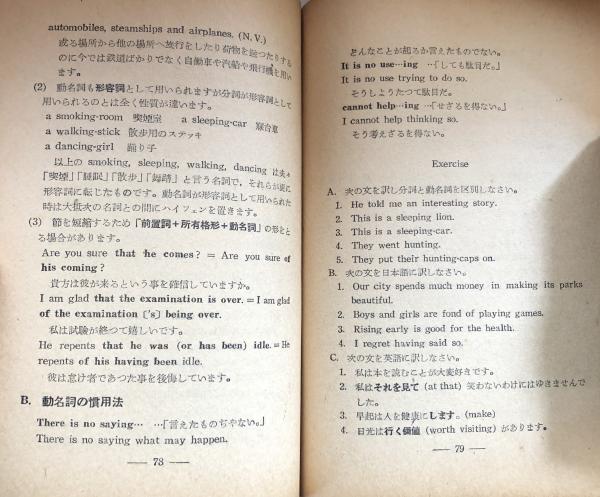 automobiles, steamships and airplanes. (N. V.)
或る場所から他の場所へ旅行をしたり荷物を送つたりする
のに今では鉄道ばかりでなく自動車や汽船や飛行機を用い
ます。
(2) 動名詞も形容詞として用いられますが分詞が形容詞として
用いられるのとは全く性質が違います。
a smoking-room 喫煙室 a sleeping-car 寝台車
a walking-stick 散歩用のステッキ
a dancing-girl 踊り子
以上の smoking, sleeping, walking, dancing は夫々
「喫煙」「睡眠」「散歩」「舞踊」と言う名詞で、それらが更に
形容詞に転じたものです。動名詞が形容詞として用いられた
時は大抵次の名詞との間にハイフェンを置きます。
(3) 節を短縮するため「前置詞+所有格形+動名詞」の形をと
る場合があります。
Are you sure that he comes? = Are you sure of
his coming?
貴方は彼が来るという事を確信していますか。
I am glad that the examination is over. = I am glad
of the examination ['s] being over.
私は試験が終つて嬉しいです。
He repents that he was (or has been) idle. = He
repents of his having been idle.
彼は怠け者であつた事を後悔しています。
B. 動名詞の慣用法
There is no saying… …「言えたものぢやない。」
There is no saying what may happen.
— 78 —
どんなことが起るか言えたものでない。
It is no use…ing …「しても駄目だ。」
It is no use trying to do so.
そうしようたつて駄目だ。
cannot help…ing …「せざるを得ない。」
I cannot help thinking so.
そう考えざるを得ない。
Exercise
A. 次の文を訳し分詞と動名詞を区別しなさい。
1. He told me an interesting story.
2. This is a sleeping lion.
3. This is a sleeping-car.
4. They went hunting.
5. They put their hunting-caps on.
B. 次の文を日本語に訳しなさい。
1. Our city spends much money in making its parks
beautiful.
2. Boys and girls are fond of playing games.
3. Rising early is good for the health.
4. I regret having said so.
C. 次の文を英語に訳しなさい。
1. 私は本を読むことが大変好きです。
2. 私はそれを見て (at that) 笑わないわけにはゆきませんで
した。
3. 早起は人を健康にします。(make)
4. 日光は行く価値 (worth visiting) があります。
— 79 —